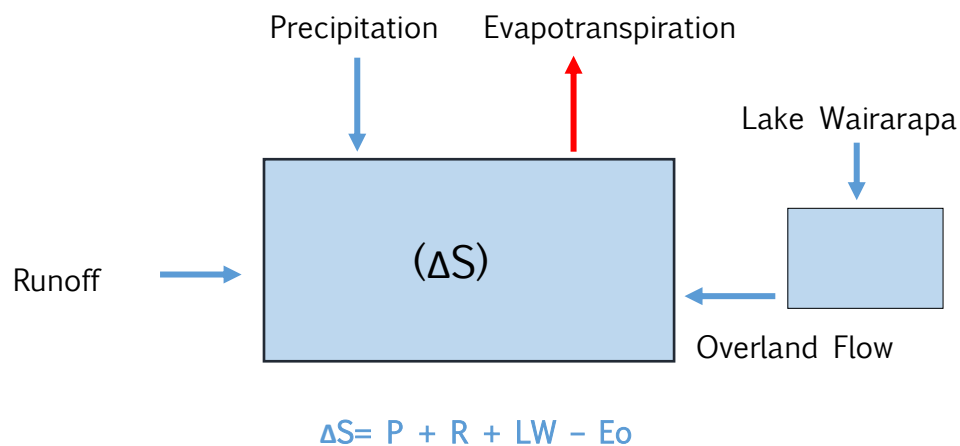 Precipitation
Evapotranspiration
Lake Wairarapa
(ΔS)
Runoff
Overland Flow
ΔS= P + R + LW – Eo